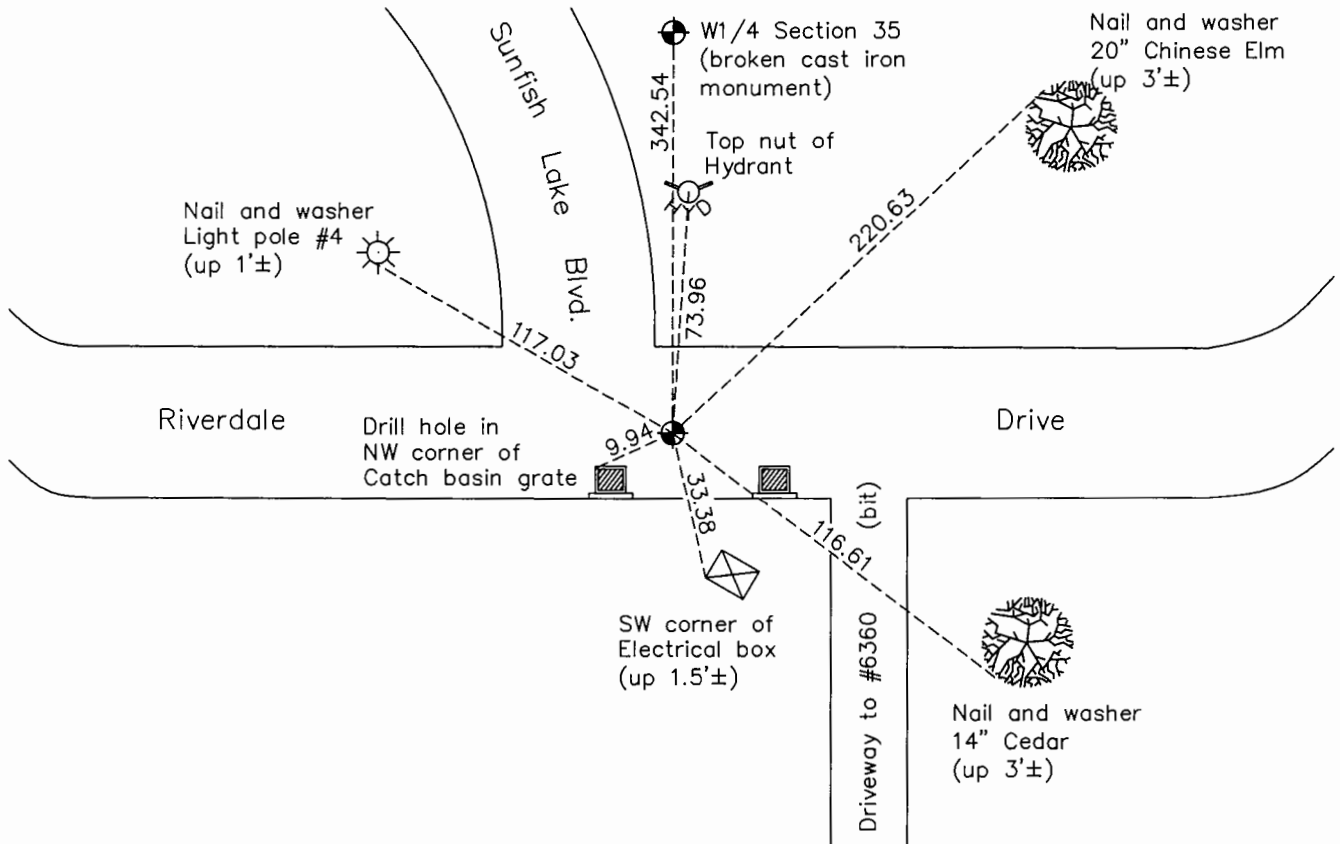 Sunfish Lake Blvd.
W1/4 Section 35
(broken cast iron
monument)
Nail and washer
20" Chinese Elm
(up 3'±)
342.54
Top nut of
Hydrant
HYD
220.63
Nail and washer
Light pole #4
(up 1'±)
73.96
117.03
Riverdale
Drive
Drill hole in
NW corner of
Catch basin grate
9.94
33.38
(bit)
116.61
SW corner of
Electrical box
(up 1.5'±)
Driveway to #6360
Nail and washer
14" Cedar
(up 3'±)